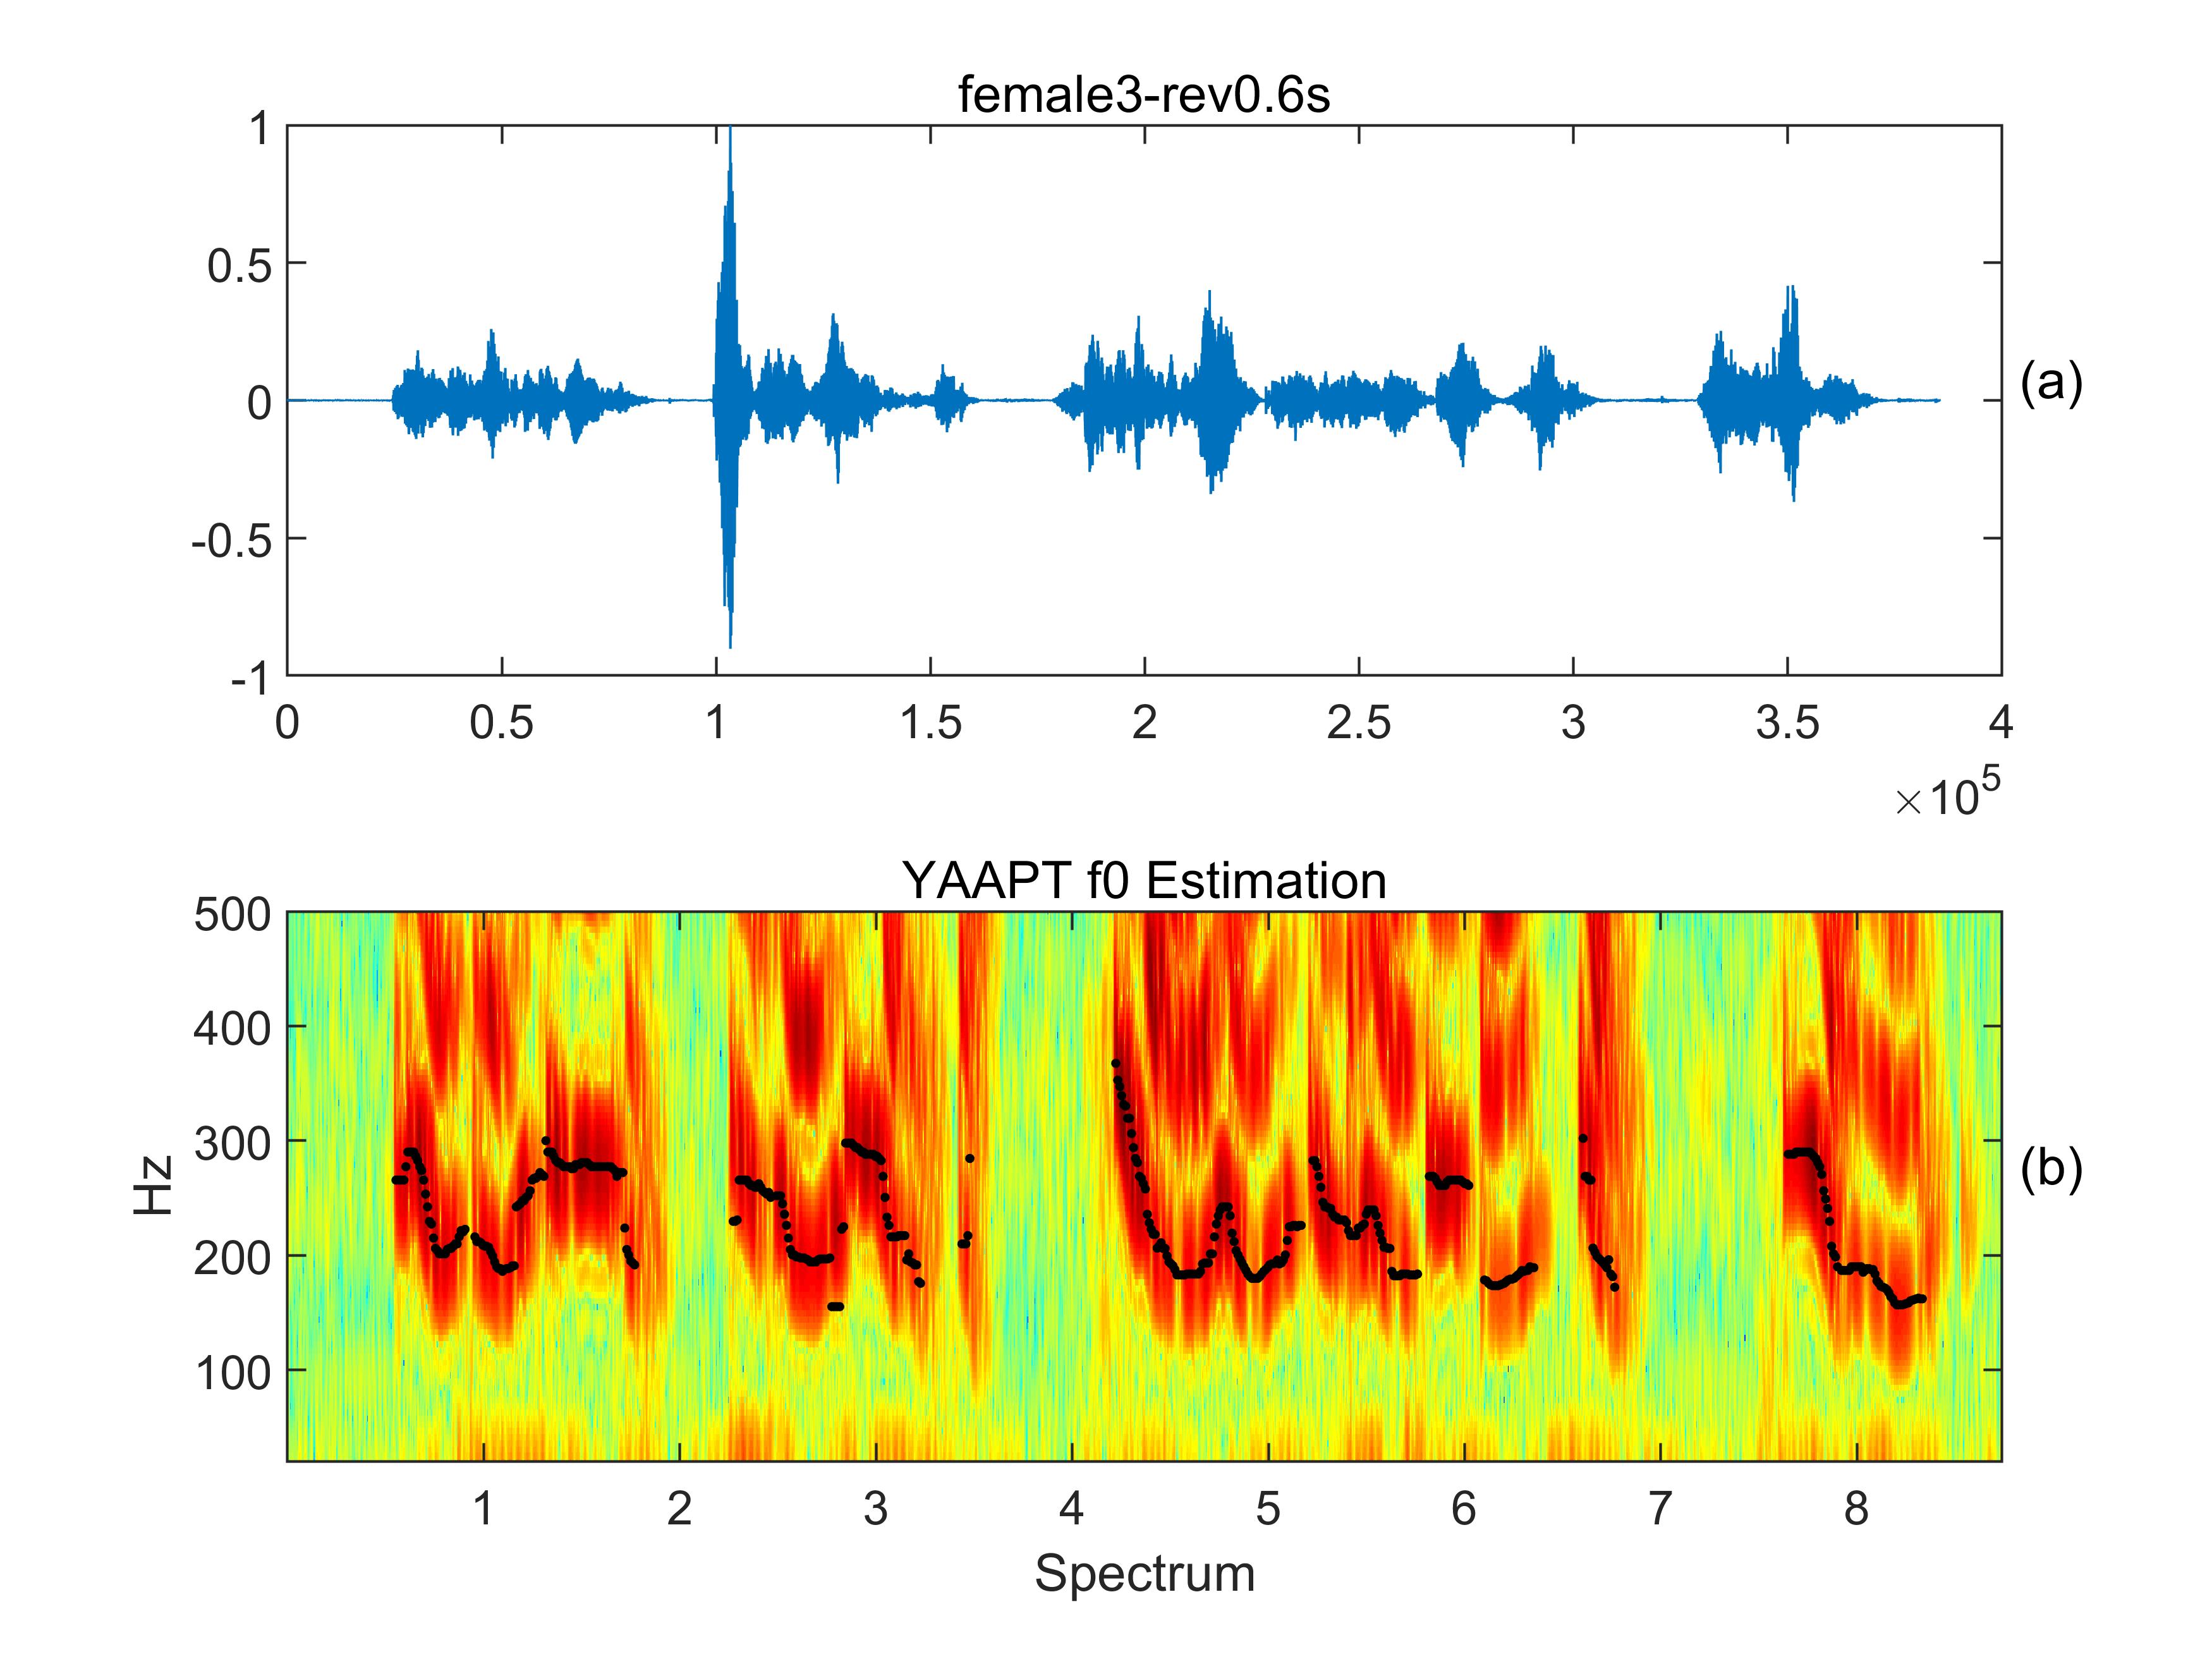 female3-rev0.6s
1
0.5
0
-0.5
-1
(a)
0 0.5 1 1.5 2 2.5 3 3.5 4
×10^5
YAAPT f0 Estimation
500
400
300
200
100
Hz
(b)
1 2 3 4 5 6 7 8
Spectrum